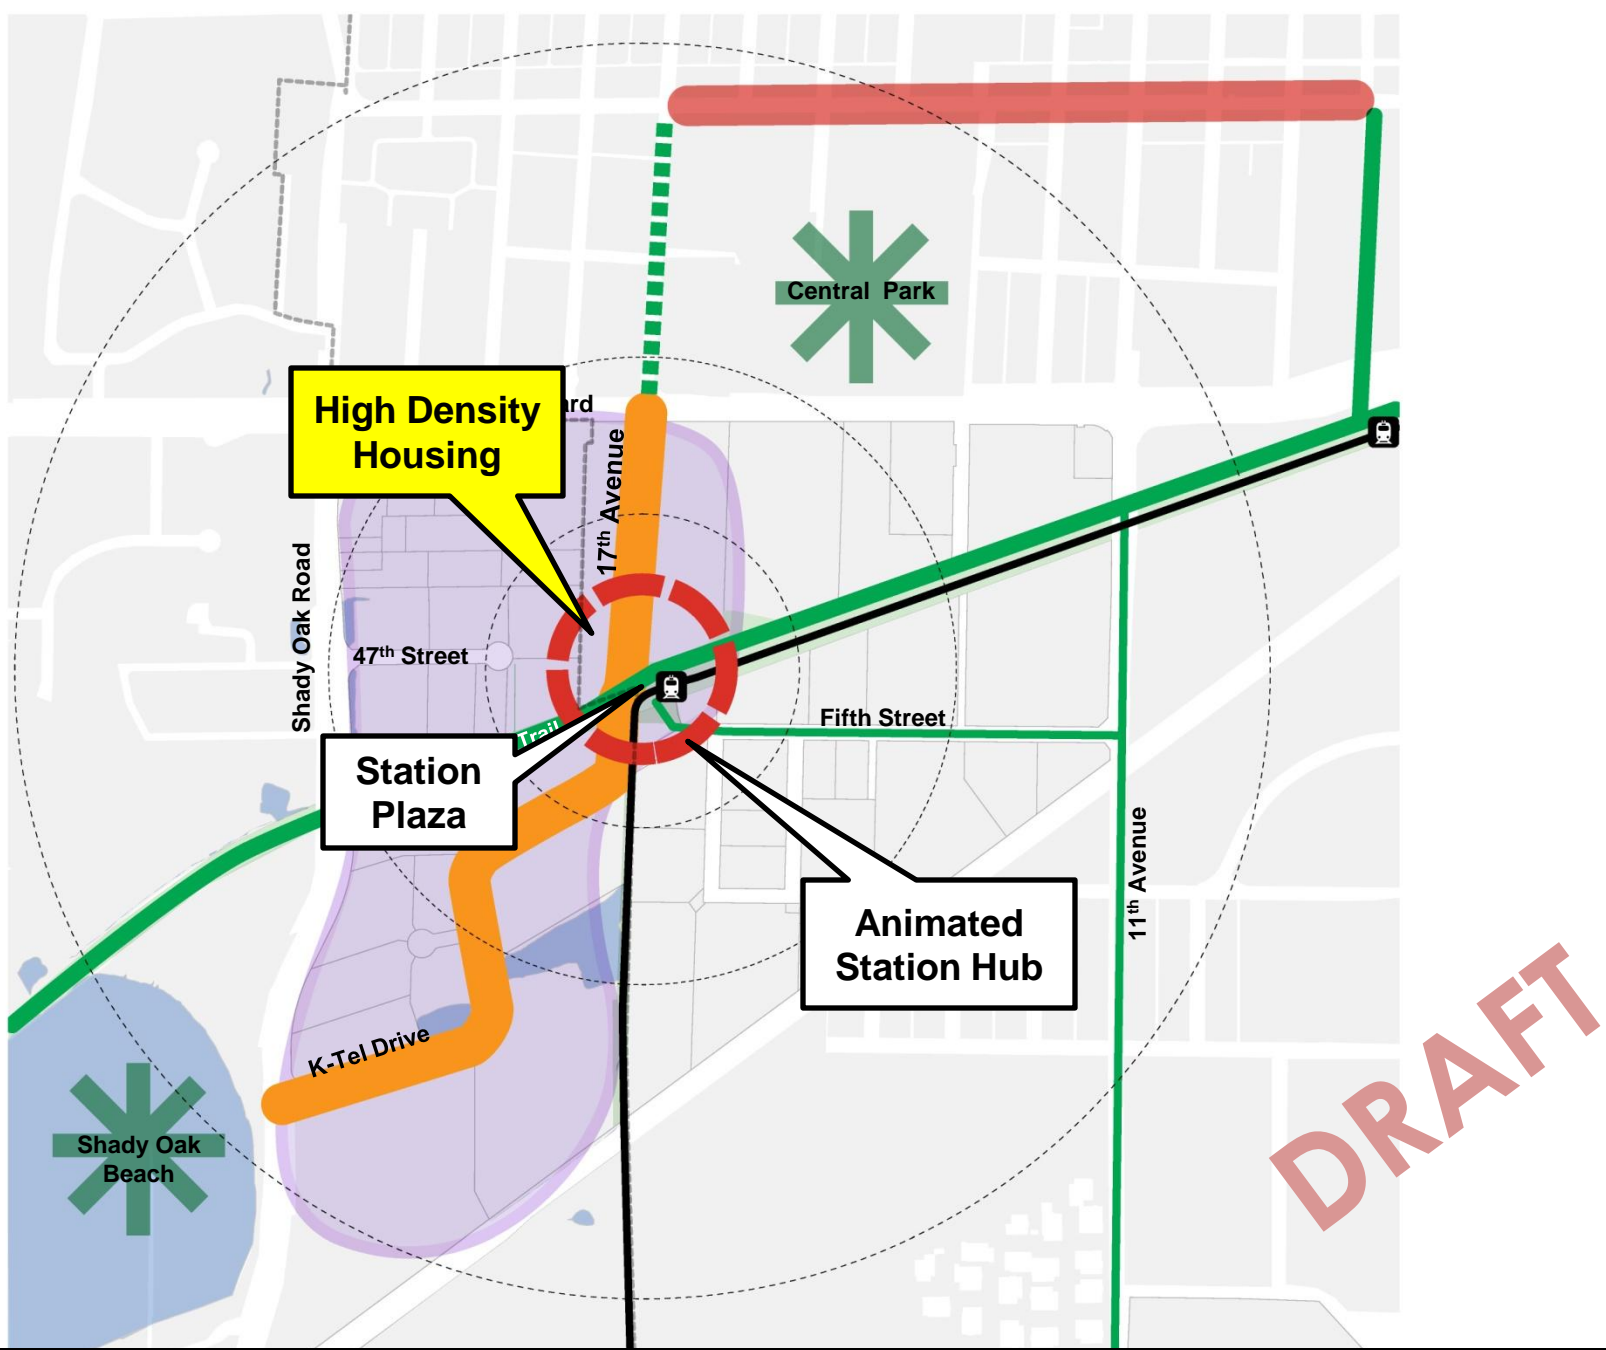 Central Park
High Density
Housing
17th Avenue
Shady Oak Road
47th Street
Trail
Fifth Street
Station
Plaza
11th Avenue
Animated
Station Hub
K-Tel Drive
Shady Oak
Beach
DRAFT